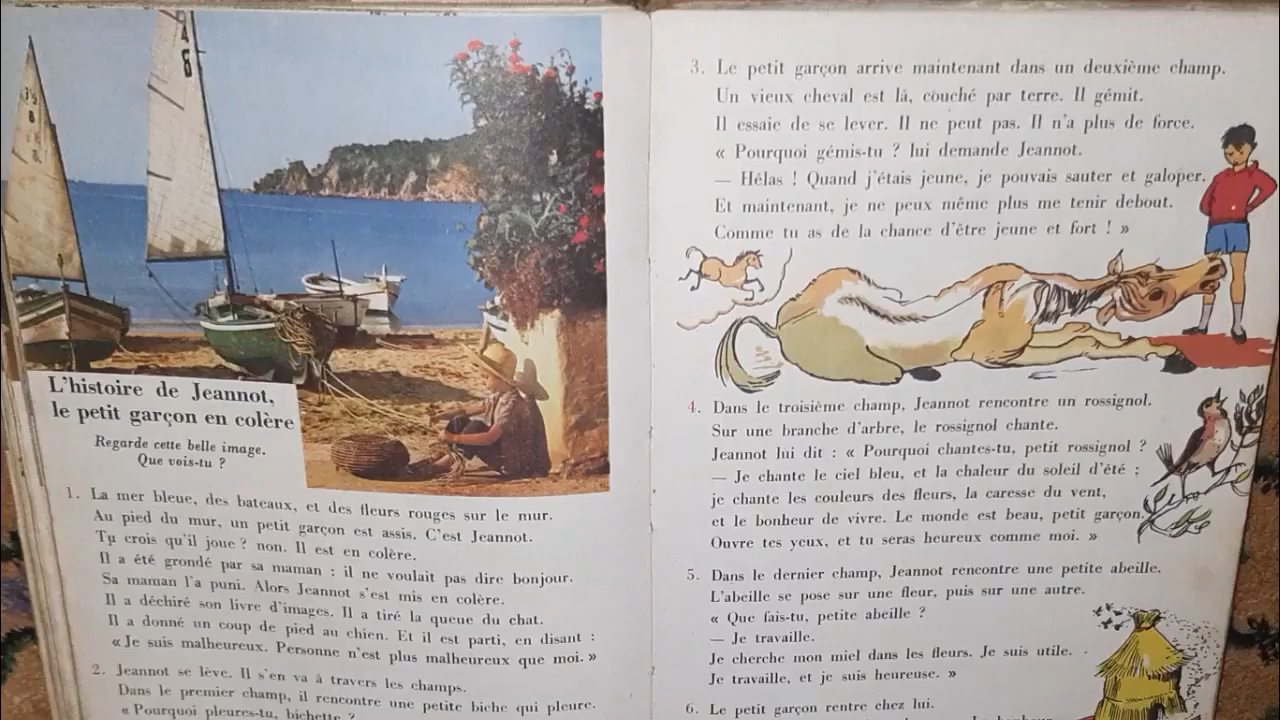 L'histoire de Jeannot,
le petit garçon en colère
Regarde cette belle image.
Que vois-tu ?
1. La mer bleue, des bateaux, et des fleurs rouges sur le mur.
Au pied du mur, un petit garçon est assis. C'est Jeannot.
Tu crois qu'il joue ? non. Il est en colère.
Il a été grondé par sa maman : il ne voulait pas dire bonjour.
Sa maman l'a puni. Alors Jeannot s'est mis en colère.
Il a déchiré son livre d'images. Il a tiré la queue du chat.
Il a donné un coup de pied au chien. Et il est parti, en disant :
« Je suis malheureux. Personne n'est plus malheureux que moi. »
2. Jeannot se lève. Il s'en va à travers les champs.
Dans le premier champ, il rencontre une petite biche qui pleure.
« Pourquoi pleures-tu, bichette ?
3. Le petit garçon arrive maintenant dans un deuxième champ.
Un vieux cheval est là, couché par terre. Il gémit.
Il essaie de se lever. Il ne peut pas. Il n'a plus de force.
« Pourquoi gémis-tu ? lui demande Jeannot.
— Hélas ! Quand j'étais jeune, je pouvais sauter et galoper.
Et maintenant, je ne peux même plus me tenir debout.
Comme tu as de la chance d'être jeune et fort ! »
4. Dans le troisième champ, Jeannot rencontre un rossignol.
Sur une branche d'arbre, le rossignol chante.
Jeannot lui dit : « Pourquoi chantes-tu, petit rossignol ?
— Je chante le ciel bleu, et la chaleur du soleil d'été ;
je chante les couleurs des fleurs, la caresse du vent,
et le bonheur de vivre. Le monde est beau, petit garçon.
Ouvre tes yeux, et tu seras heureux comme moi. »
5. Dans le dernier champ, Jeannot rencontre une petite abeille.
L'abeille se pose sur une fleur, puis sur une autre.
« Que fais-tu, petite abeille ?
— Je travaille.
Je cherche mon miel dans les fleurs. Je suis utile.
Je travaille, et je suis heureuse. »
6. Le petit garçon rentre chez lui.